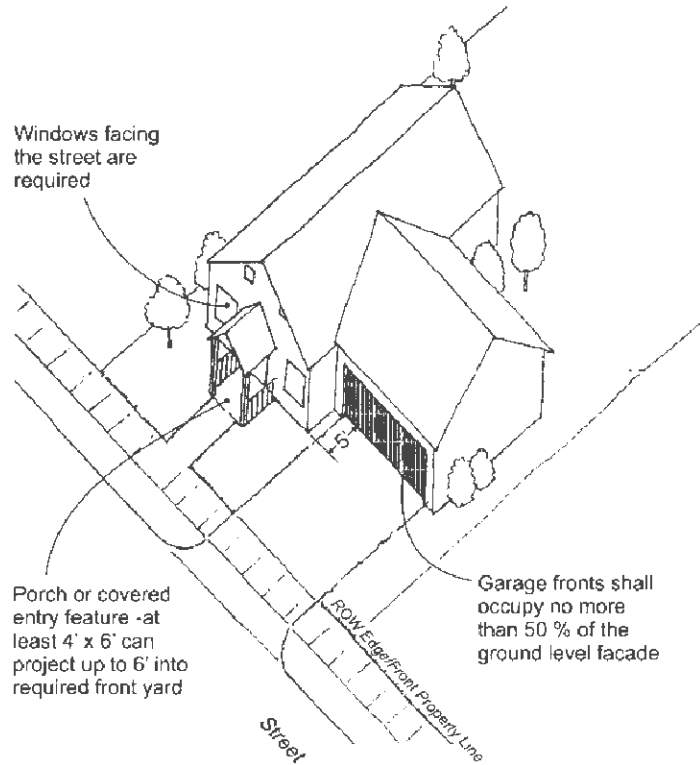 Windows facing
the street are
required
5'
Porch or covered
entry feature -at
least 4' x 6' can
project up to 6' into
required front yard
Garage fronts shall
occupy no more
than 50 % of the
ground level facade
ROW Edge/Front Property Line
Street